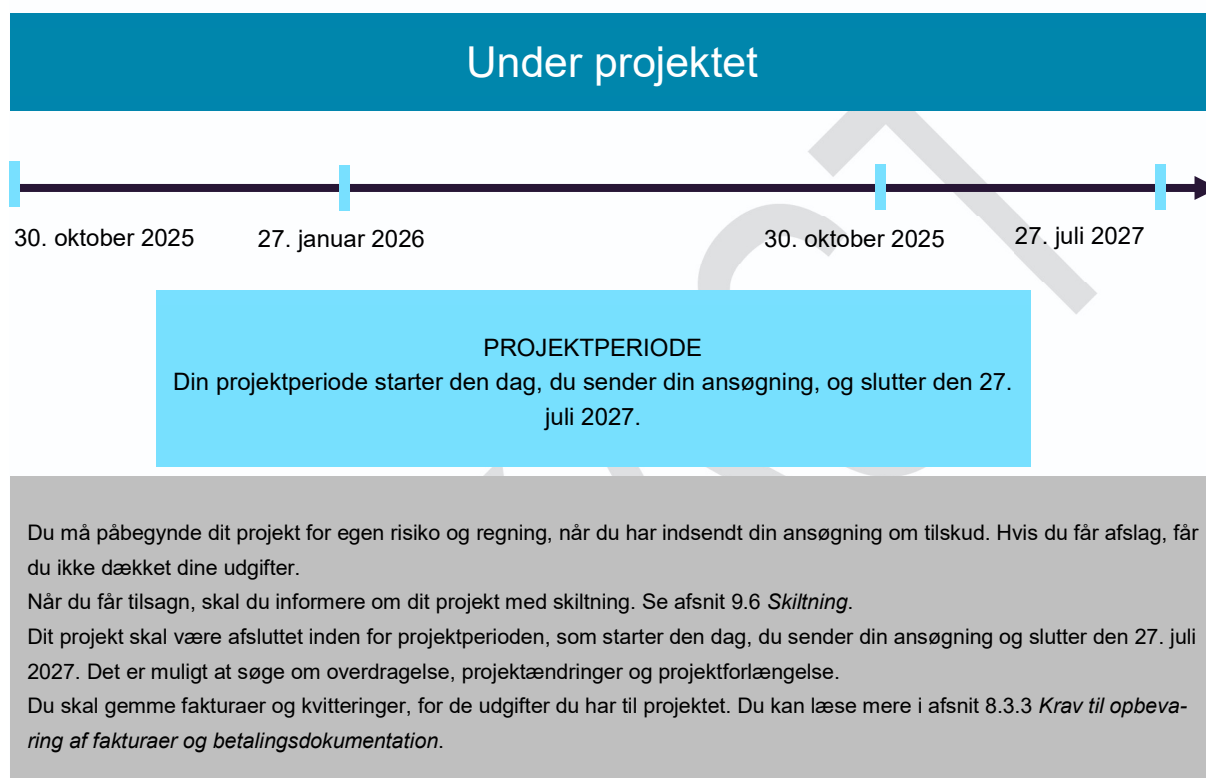 Under projektet
30. oktober 2025 27. januar 2026 30. oktober 2025 27. juli 2027
PROJEKTPERIODE
Din projektperiode starter den dag, du sender din ansøgning, og slutter den 27.
juli 2027.
Du må påbegynde dit projekt for egen risiko og regning, når du har indsendt din ansøgning om tilskud. Hvis du får afslag, får
du ikke dækket dine udgifter.
Når du får tilsagn, skal du informere om dit projekt med skiltning. Se afsnit 9.6 Skiltning.
Dit projekt skal være afsluttet inden for projektperioden, som starter den dag, du sender din ansøgning og slutter den 27. juli
2027. Det er muligt at søge om overdragelse, projektændringer og projektforlængelse.
Du skal gemme fakturaer og kvitteringer, for de udgifter du har til projektet. Du kan læse mere i afsnit 8.3.3 Krav til opbeva-
ring af fakturaer og betalingsdokumentation.